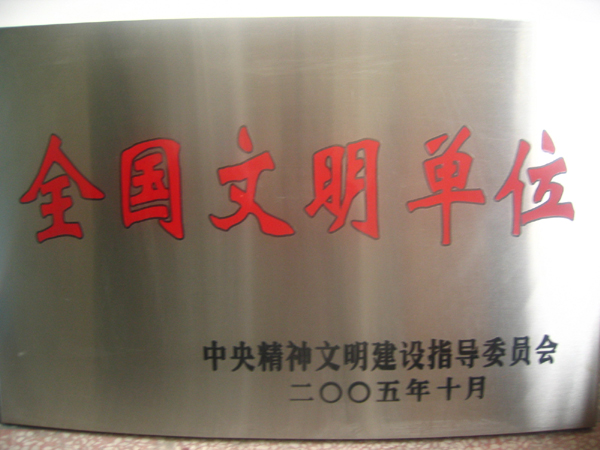 全国文明单位
中央精神文明建设指导委员会
二〇〇五年十月